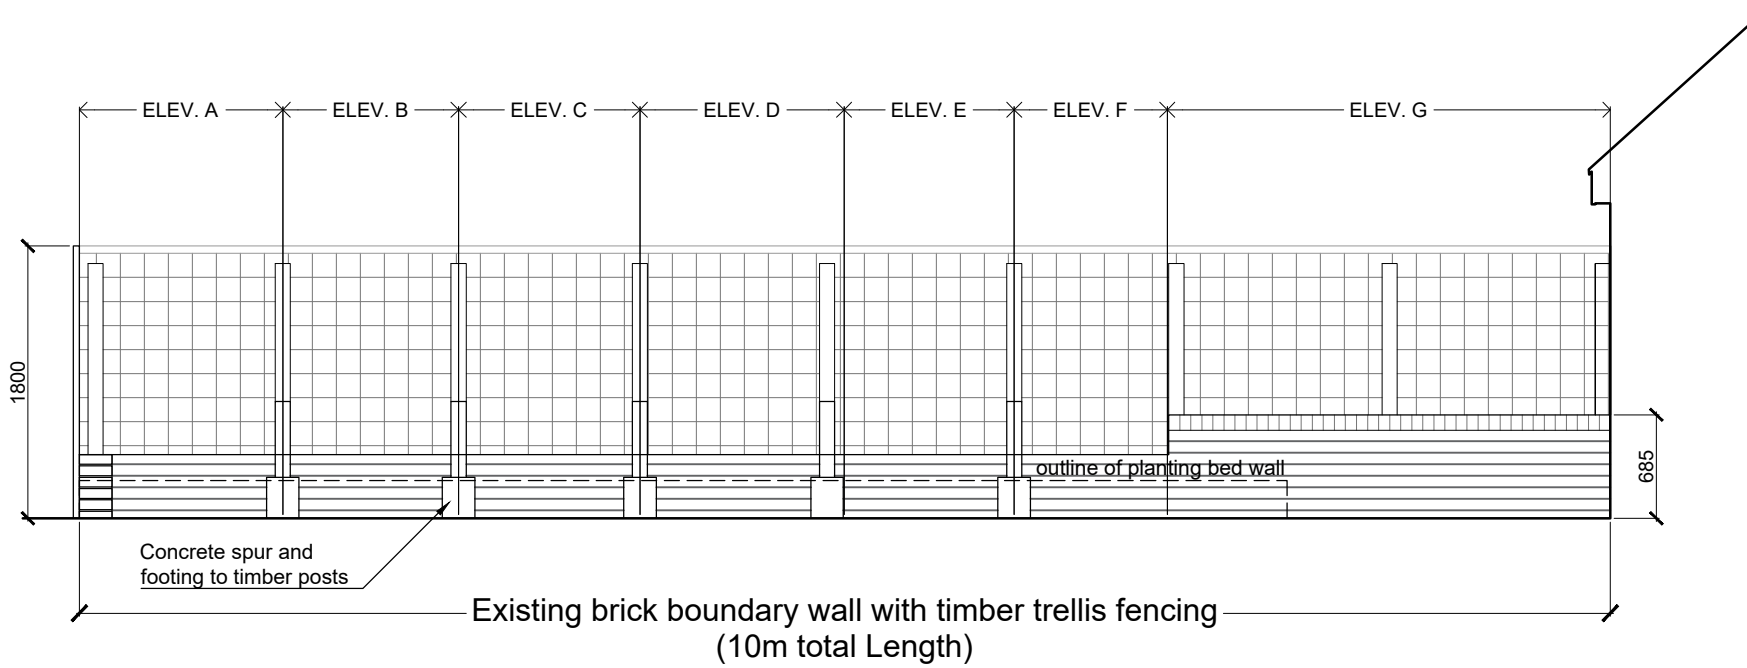 ELEV. A
ELEV. B
ELEV. C
ELEV. D
ELEV. E
ELEV. F
ELEV. G
1800
685
outline of planting bed wall
Concrete spur and
footing to timber posts
Existing brick boundary wall with timber trellis fencing
(10m total Length)